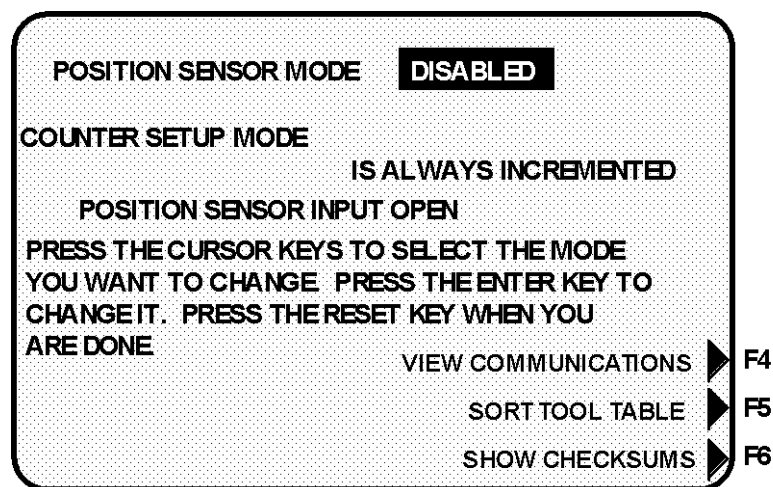 POSITION SENSOR MODE DISABLED
COUNTER SETUP MODE
IS ALWAYS INCREMENTED
POSITION SENSOR INPUT OPEN
PRESS THE CURSOR KEYS TO SELECT THE MODE
YOU WANT TO CHANGE. PRESS THE ENTER KEY TO
CHANGE IT. PRESS THE RESET KEY WHEN YOU
ARE DONE.
VIEW COMMUNICATIONS F4
SORT TOOL TABLE F5
SHOW CHECKSUMS F6